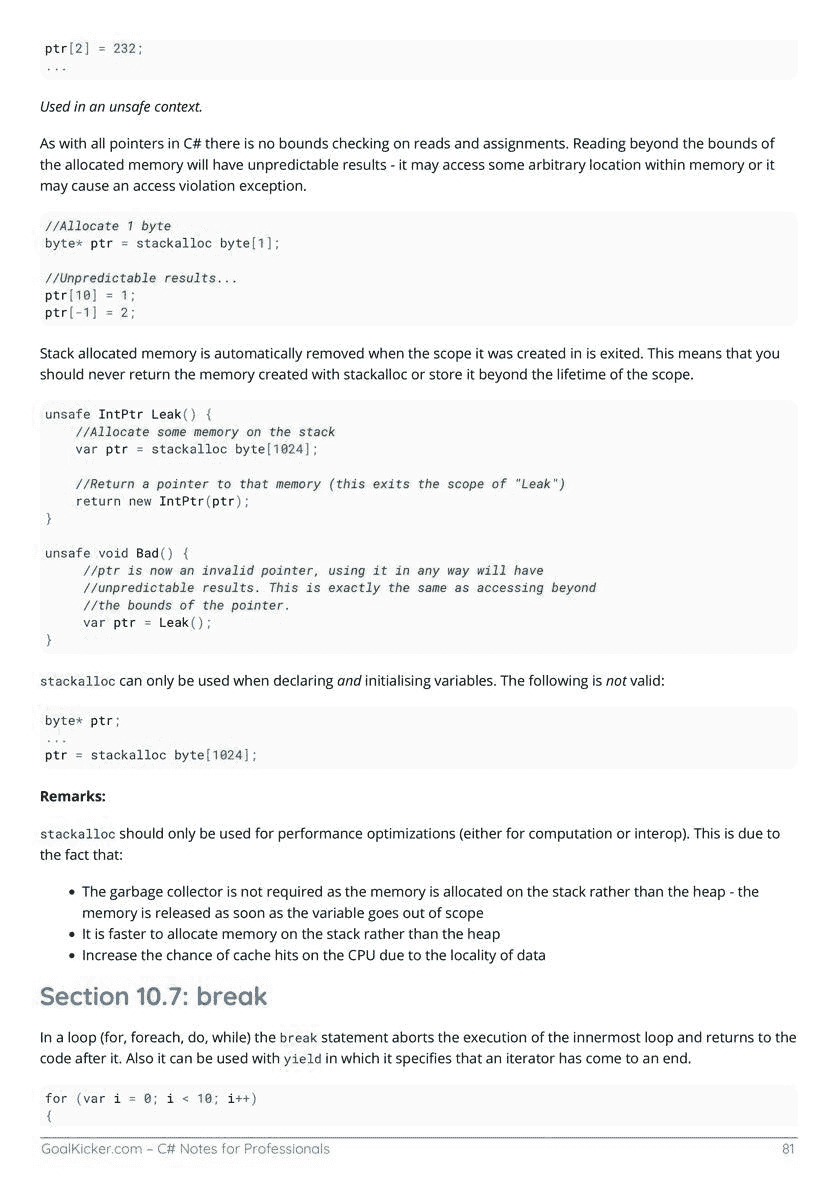 ptr[2] = 232;
...
Used in an unsafe context.
As with all pointers in C# there is no bounds checking on reads and assignments. Reading beyond the bounds of
the allocated memory will have unpredictable results - it may access some arbitrary location within memory or it
may cause an access violation exception.
//Allocate 1 byte
byte* ptr = stackalloc byte[1];
//Unpredictable results...
ptr[10] = 1;
ptr[-1] = 2;
Stack allocated memory is automatically removed when the scope it was created in is exited. This means that you
should never return the memory created with stackalloc or store it beyond the lifetime of the scope.
unsafe IntPtr Leak() {
    //Allocate some memory on the stack
    var ptr = stackalloc byte[1024];
    //Return a pointer to that memory (this exits the scope of "Leak")
    return new IntPtr(ptr);
}
unsafe void Bad() {
     //ptr is now an invalid pointer, using it in any way will have
     //unpredictable results. This is exactly the same as accessing beyond
     //the bounds of the pointer.
     var ptr = Leak();
}
stackalloc can only be used when declaring and initialising variables. The following is not valid:
byte* ptr;
...
ptr = stackalloc byte[1024];
Remarks:
stackalloc should only be used for performance optimizations (either for computation or interop). This is due to
the fact that:
• The garbage collector is not required as the memory is allocated on the stack rather than the heap - the
memory is released as soon as the variable goes out of scope
• It is faster to allocate memory on the stack rather than the heap
• Increase the chance of cache hits on the CPU due to the locality of data
Section 10.7: break
In a loop (for, foreach, do, while) the break statement aborts the execution of the innermost loop and returns to the
code after it. Also it can be used with yield in which it specifies that an iterator has come to an end.
for (var i = 0; i < 10; i++)
{
GoalKicker.com – C# Notes for Professionals 81